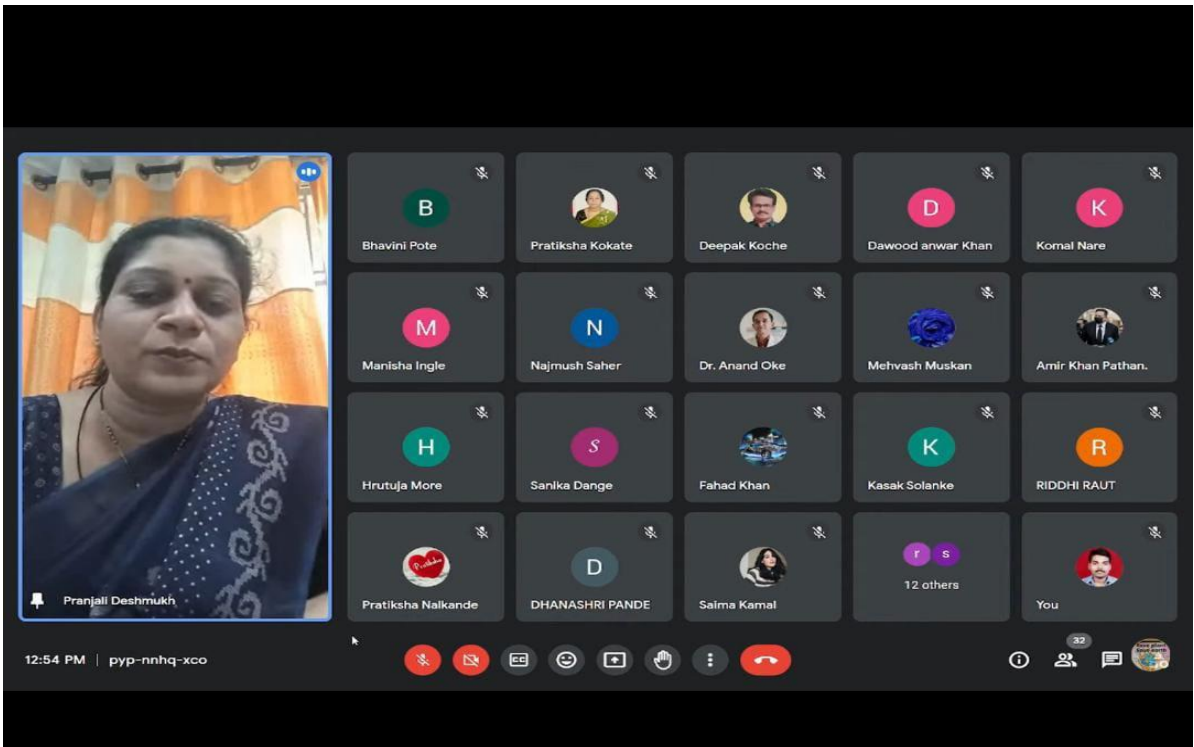 B
Bhavini Pote
Pratiksha Kokate
Deepak Koche
D
Dawood anwar Khan
K
Komal Nare
M
Manisha Ingle
N
Najmush Saher
Dr. Anand Oke
Mehvash Muskan
Amir Khan Pathan.
H
Hrutuja More
S
Sanika Dange
Fahad Khan
K
Kasak Solanke
R
RIDDHI RAUT
Pratiksha Nalkande
D
DHANASHRI PANDE
Saima Kamal
r s
12 others
You
Pranjali Deshmukh
12:54 PM | pyp-nnhq-xco
CC
32